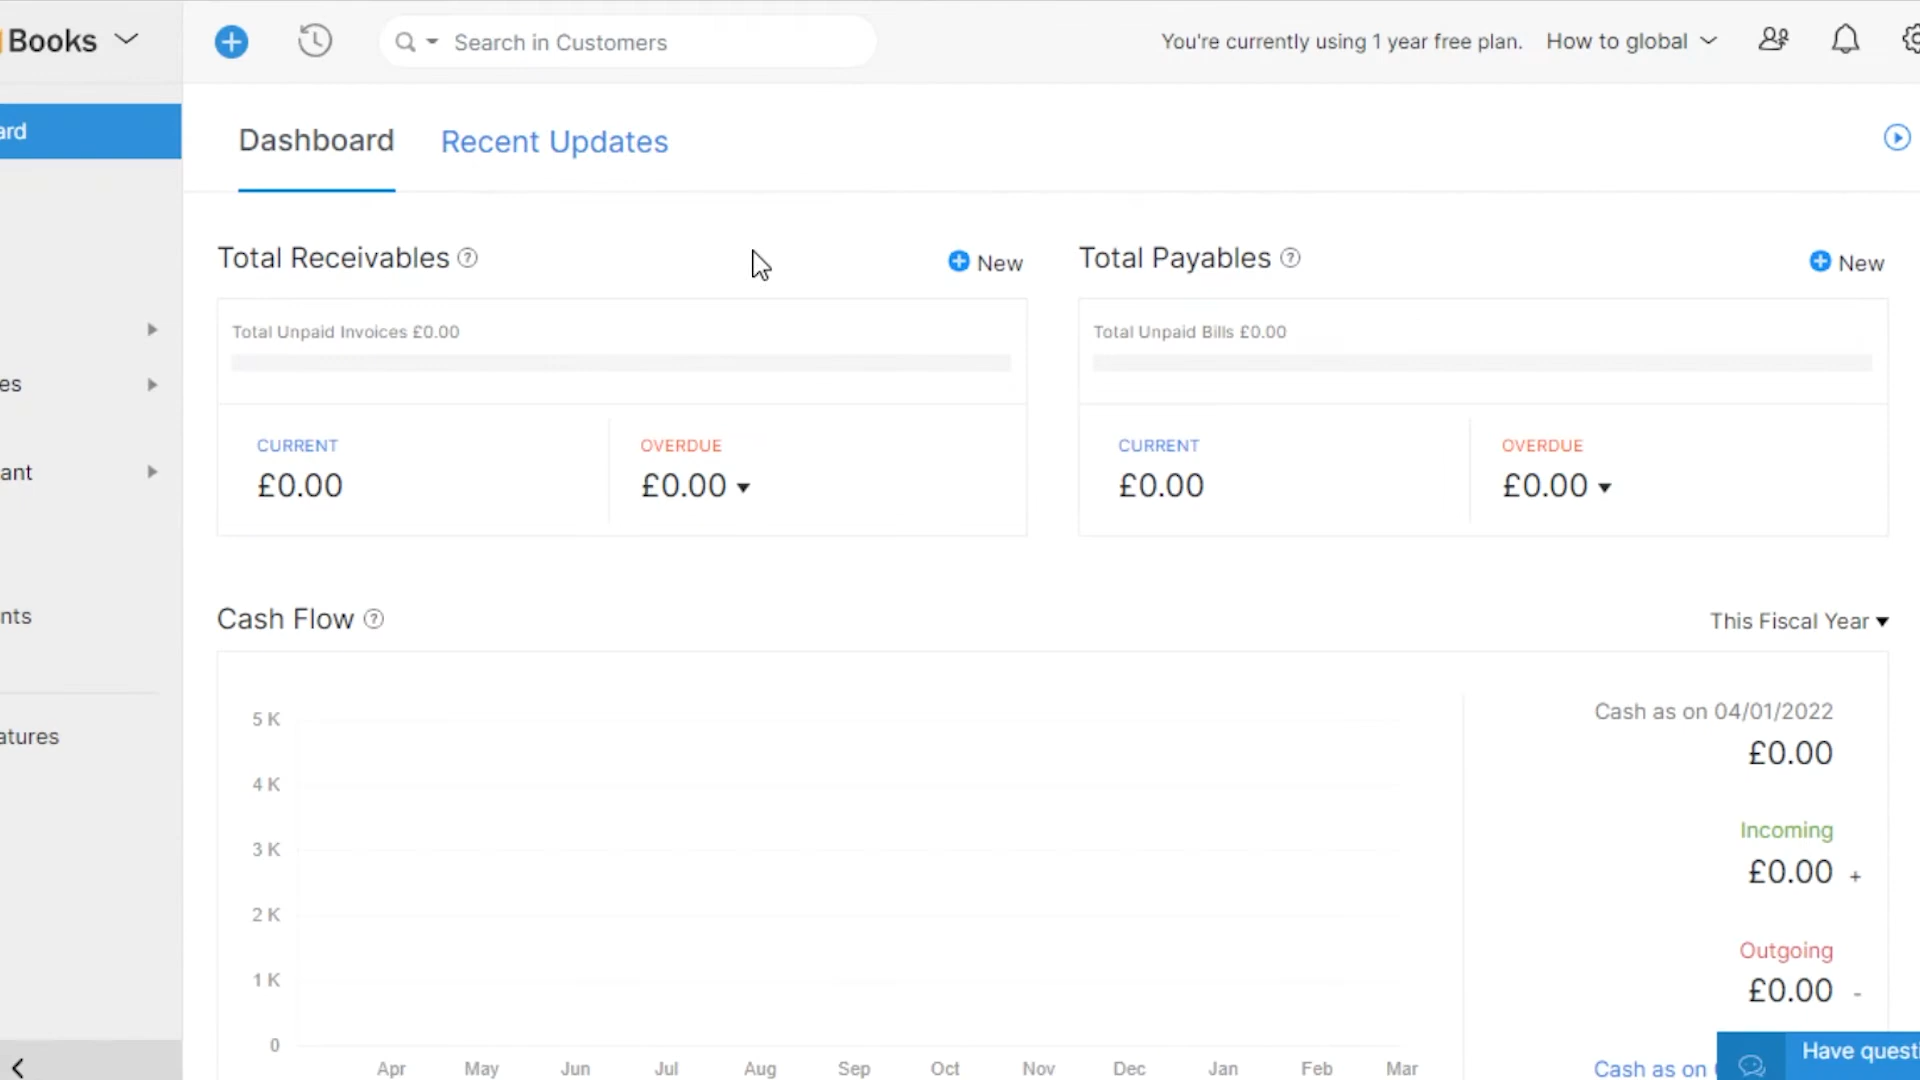 Books
Search in Customers
You're currently using 1 year free plan.
How to global
ard
es
ant
nts
atures
Dashboard
Recent Updates
Total Receivables
New
Total Unpaid Invoices £0.00
CURRENT
£0.00
OVERDUE
£0.00
Total Payables
New
Total Unpaid Bills £0.00
CURRENT
£0.00
OVERDUE
£0.00
Cash Flow
This Fiscal Year
5 K
4 K
3 K
2 K
1 K
0
Apr May Jun Jul Aug Sep Oct Nov Dec Jan Feb Mar
Cash as on 04/01/2022
£0.00
Incoming
£0.00 +
Outgoing
£0.00 -
Cash as on
Have questi